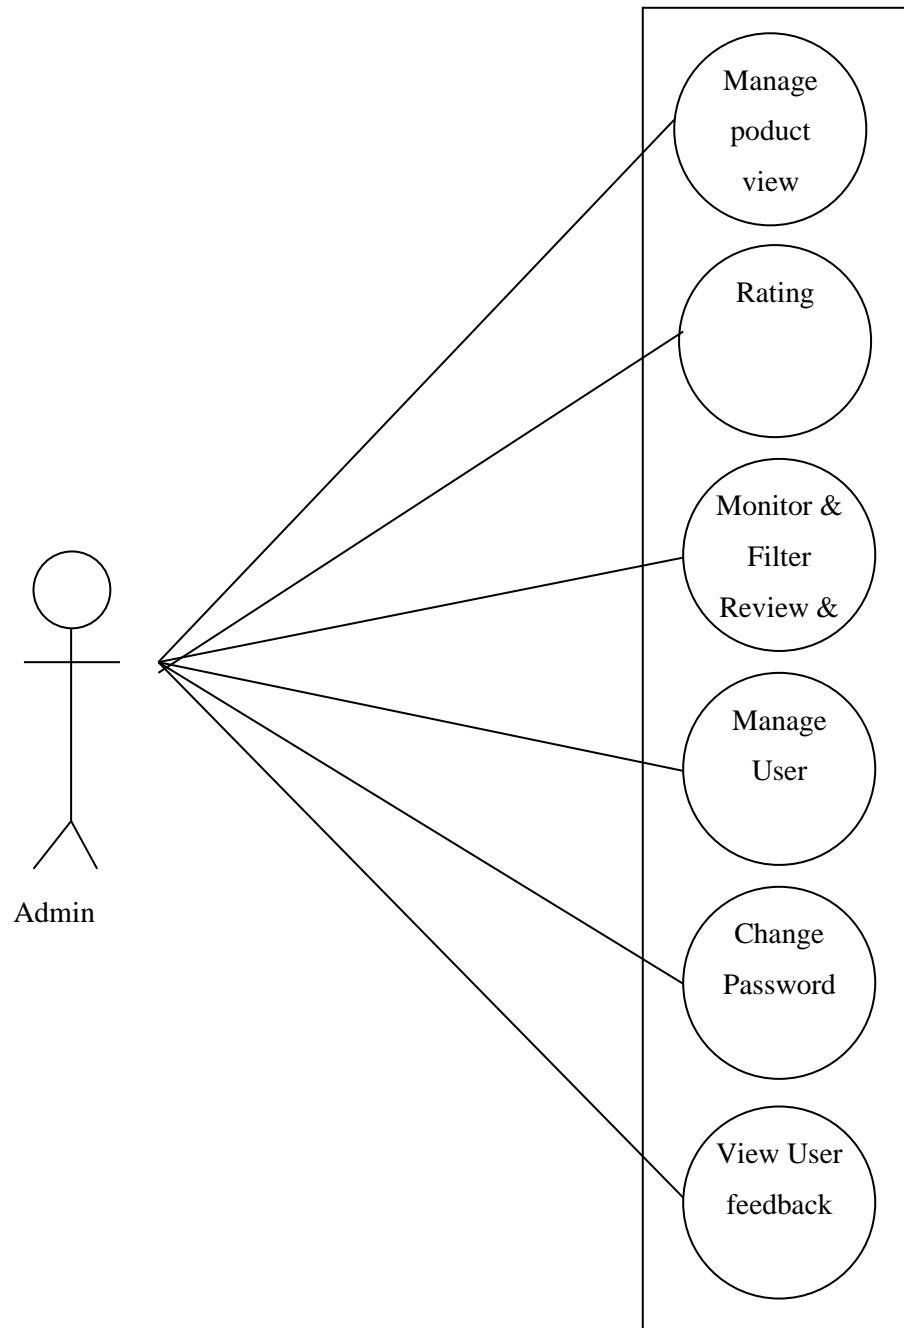 Manage
poduct
view
Rating
Monitor &
Filter
Review &
Manage
User
Change
Password
Admin
View User
feedback